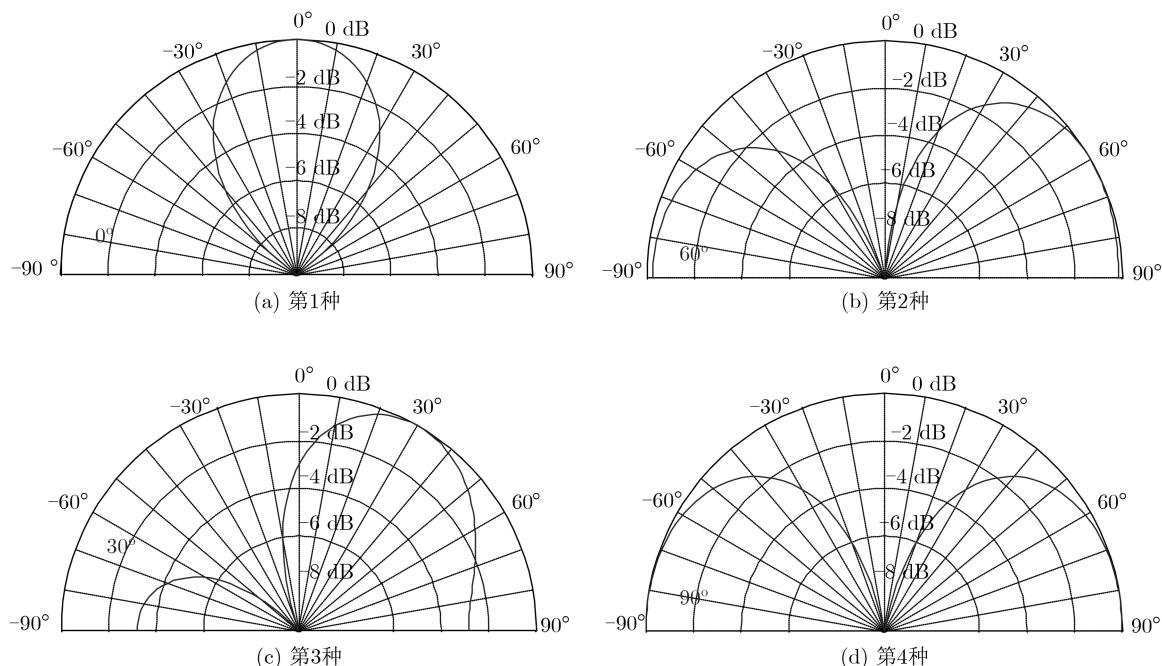 0° 0 dB
−30° 30°
−2 dB
−4 dB
−60° 60°
−6 dB
−8 dB
0°
−90 ° 90°
(a) 第1种
0° 0 dB
−30° 30°
−2 dB
−4 dB
−60° 60°
−6 dB
8 dB
60°
−90° 90°
(b) 第2种
0° 0 dB
−30° 30°
−2 dB
−4 dB
−60° 60°
−6 dB
30°
8 dB
−90° 90°
(c) 第3种
0° 0 dB
−30° 30°
−2 dB
−4 dB
−60° 60°
−6 dB
8 dB
90°
−90° 90°
(d) 第4种